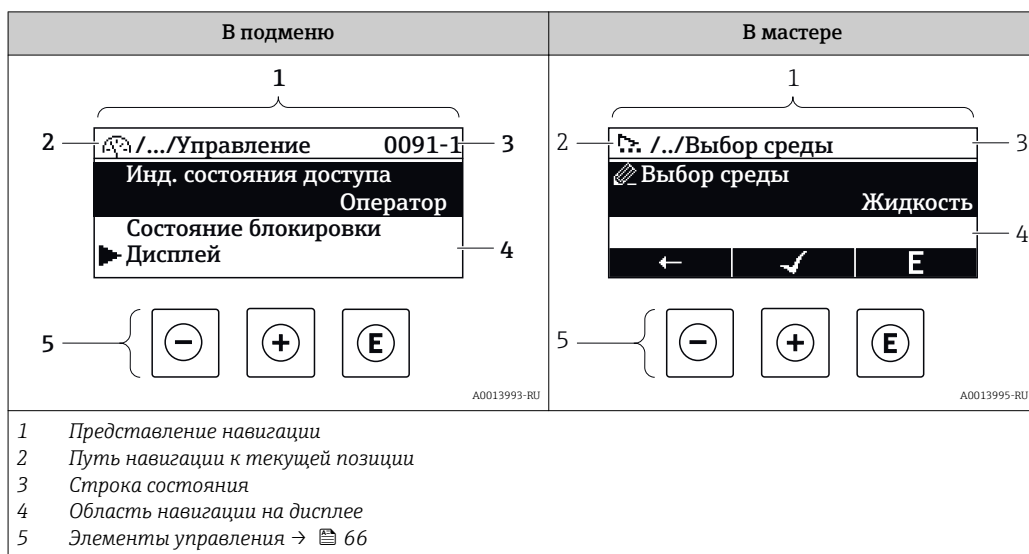 В подменю
В мастере
1
1
2
/.../Управление 0091-1
3
2
/../Выбор среды
3
Инд. состояния доступа
Оператор
Состояние блокировки
Дисплей
4
Выбор среды
Жидкость
4
← ✓ E
5
− + E
5
− + E
A0013993-RU
A0013995-RU
1 Представление навигации
2 Путь навигации к текущей позиции
3 Строка состояния
4 Область навигации на дисплее
5 Элементы управления → 66